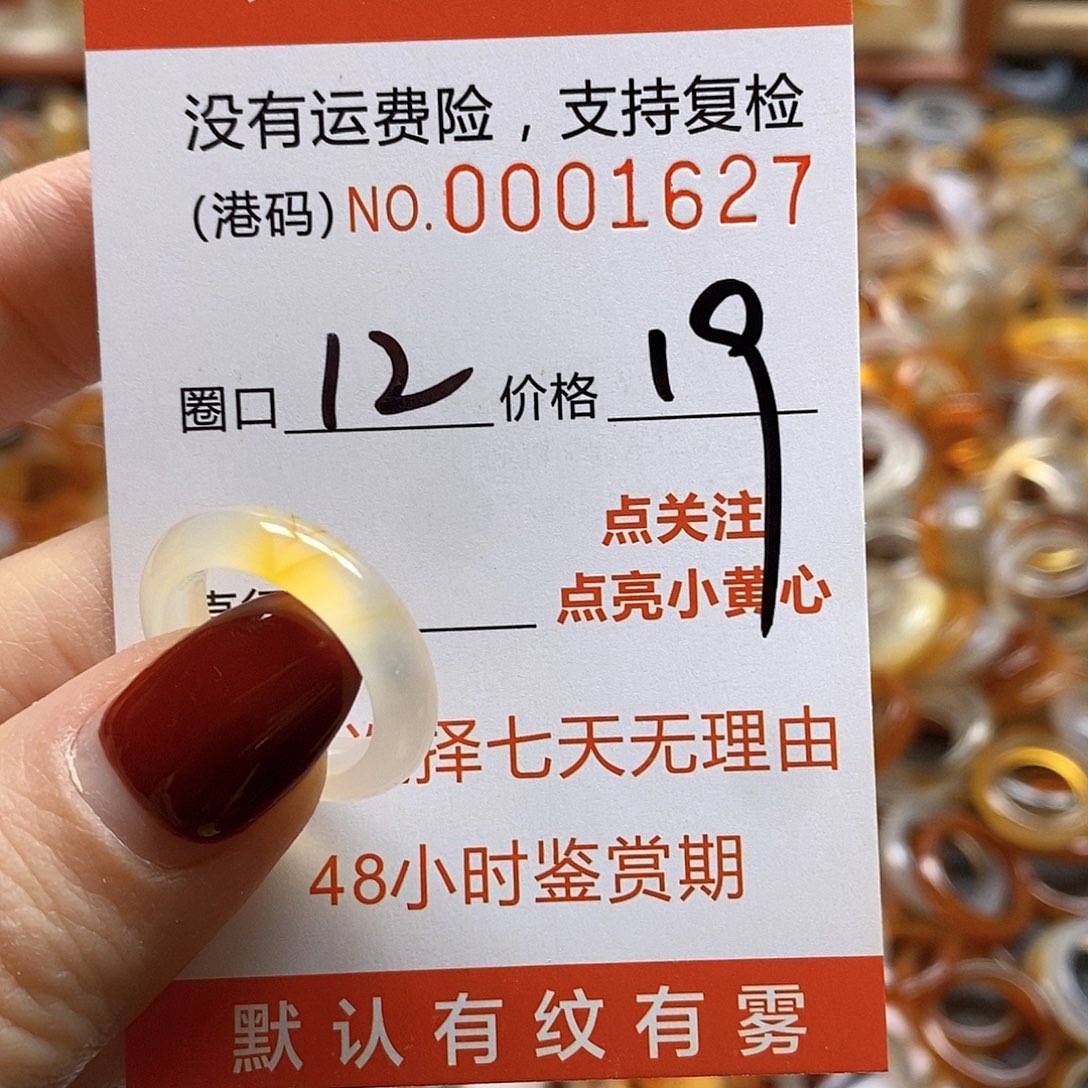 没有运费险，支持复检
(港码) NO.0001627
圈口 12 价格 19
点关注
点亮小黄心
择七天无理由
48小时鉴赏期
默认有纹有雾